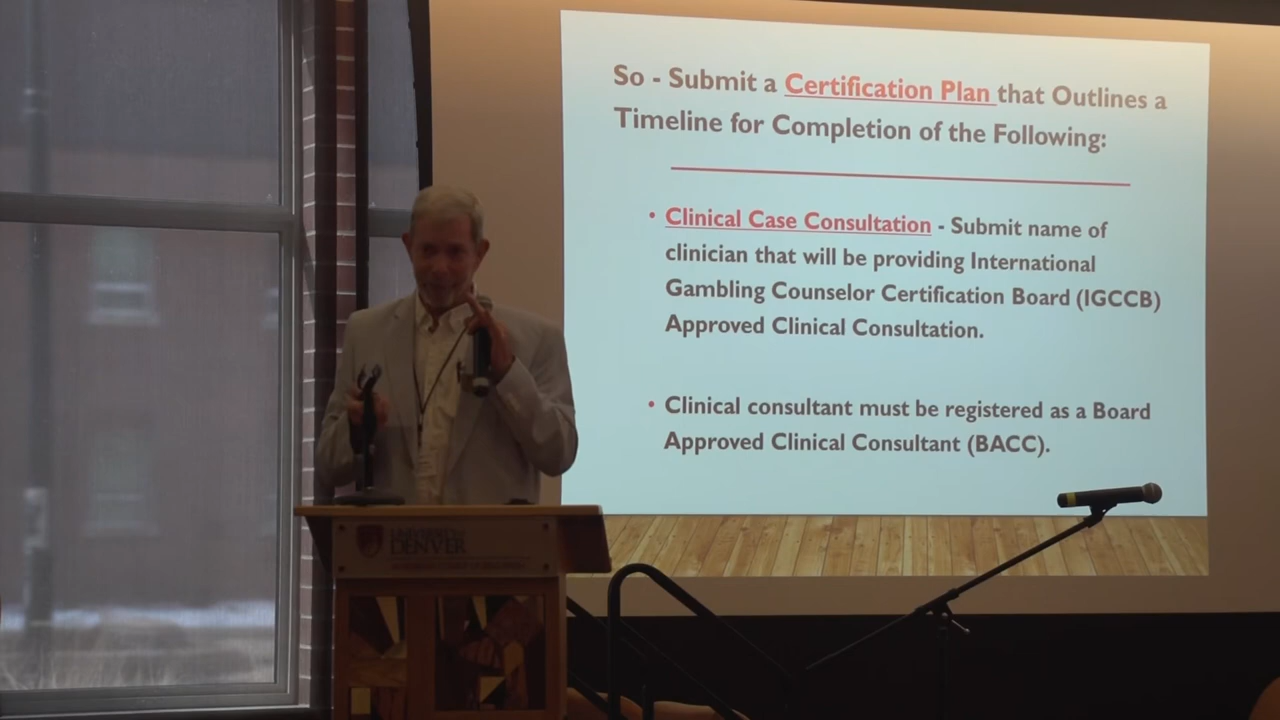 So - Submit a Certification Plan that Outlines a
Timeline for Completion of the Following:
• Clinical Case Consultation - Submit name of
clinician that will be providing International
Gambling Counselor Certification Board (IGCCB)
Approved Clinical Consultation.
• Clinical consultant must be registered as a Board
Approved Clinical Consultant (BACC).
UNIVERSITY OF
DENVER